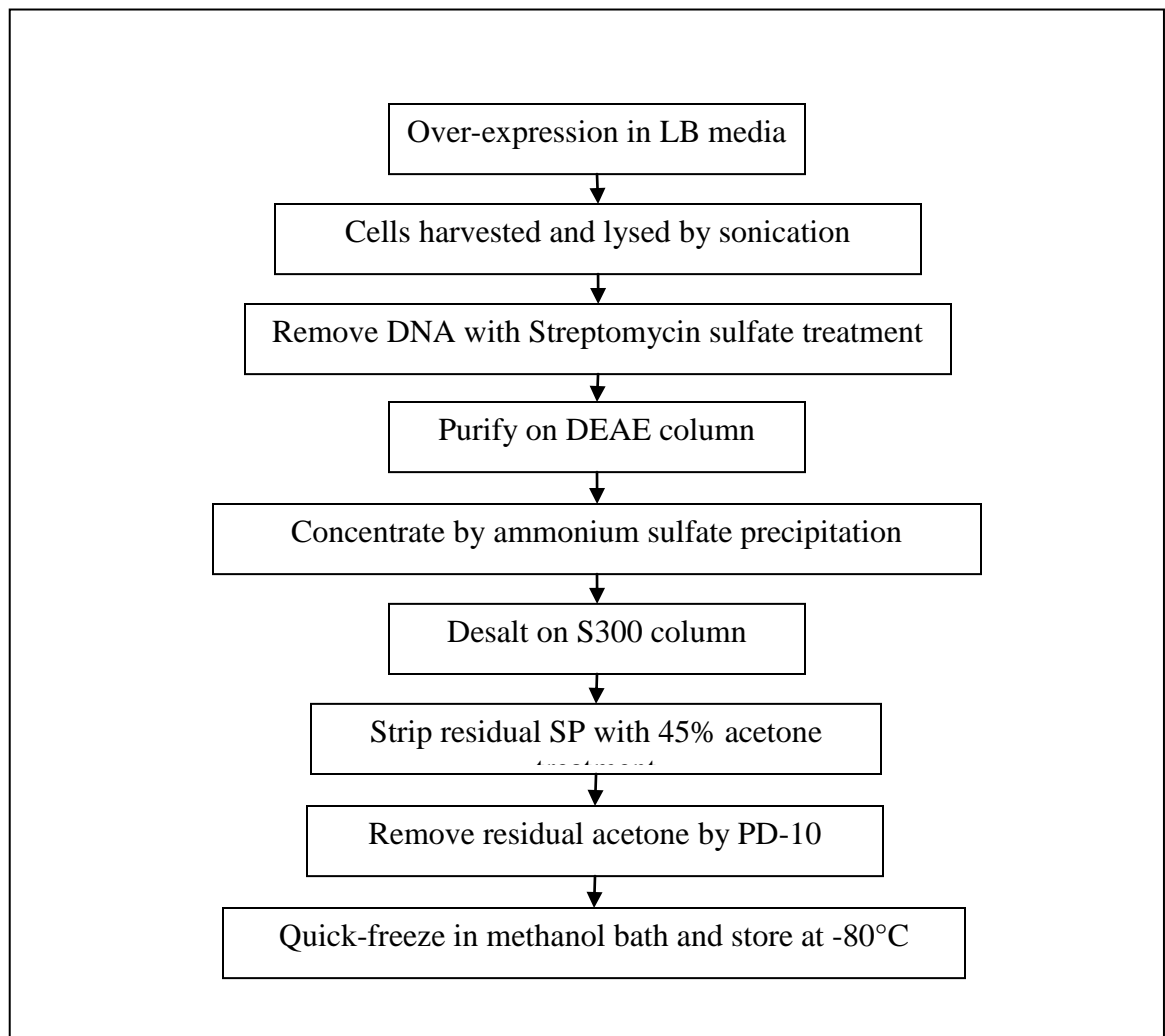 Over-expression in LB media
Cells harvested and lysed by sonication
Remove DNA with Streptomycin sulfate treatment
Purify on DEAE column
Concentrate by ammonium sulfate precipitation
Desalt on S300 column
Strip residual SP with 45% acetone
Remove residual acetone by PD-10
Quick-freeze in methanol bath and store at -80°C